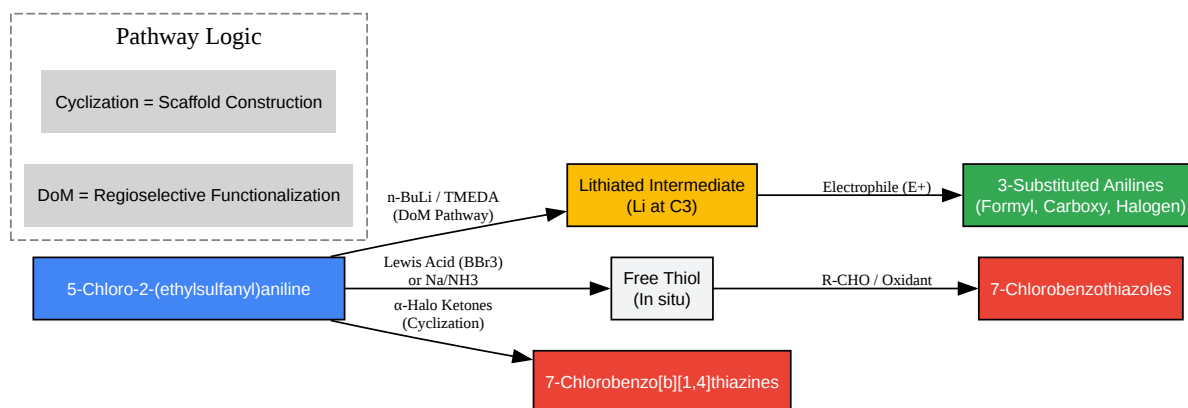 Pathway Logic
Cyclization = Scaffold Construction
DoM = Regioselective Functionalization
n-BuLi / TMEDA
(DoM Pathway)
Lithiated Intermediate
(Li at C3)
Electrophile (E+)
3-Substituted Anilines
(Formyl, Carboxy, Halogen)
5-Chloro-2-(ethylsulfanyl)aniline
Lewis Acid (BBr3)
or Na/NH3
Free Thiol
(In situ)
R-CHO / Oxidant
7-Chlorobenzothiazoles
α-Halo Ketones
(Cyclization)
7-Chlorobenzo[b][1,4]thiazines